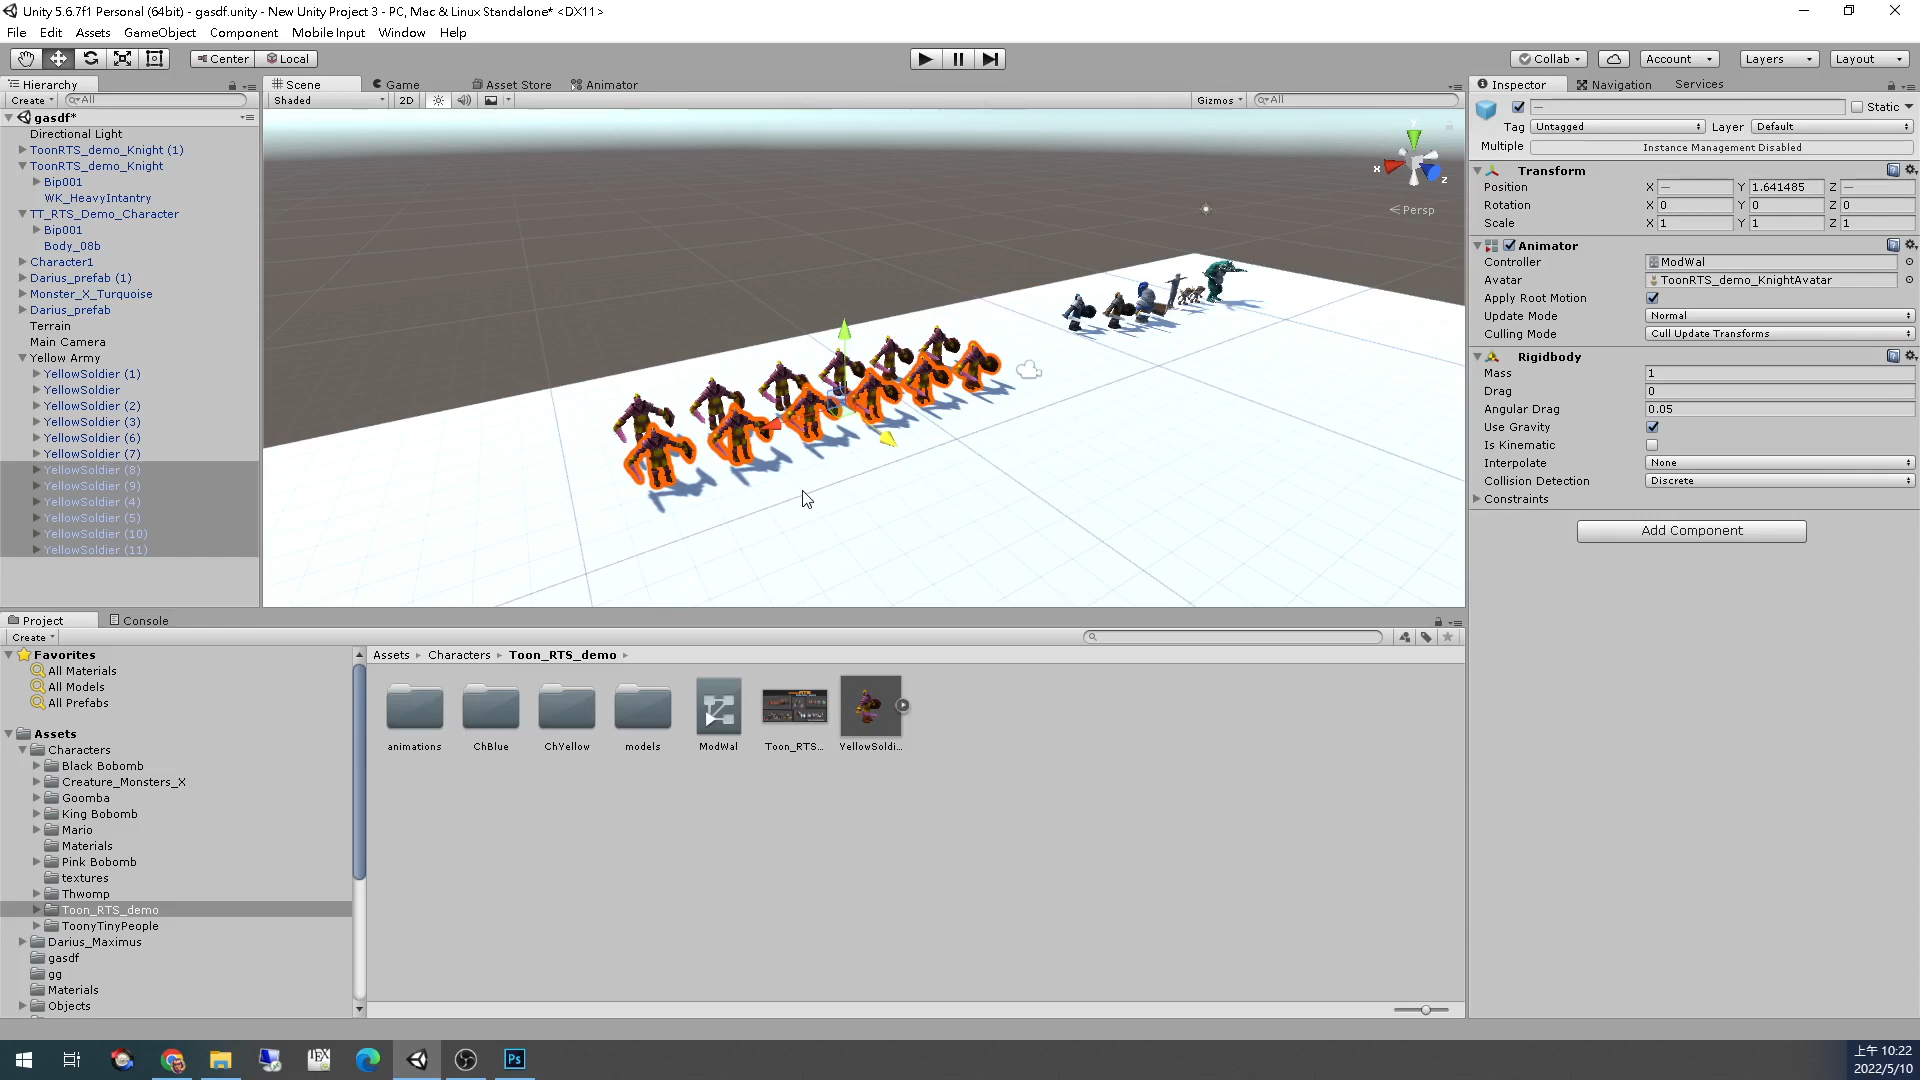 Unity 5.6.7f1 Personal (64bit) - gasdf.unity - New Unity Project 3 - PC, Mac & Linux Standalone* <DX11>
File Edit Assets GameObject Component Mobile Input Window Help
Center Local Collab Account Layers Layout
Hierarchy
Create All
gasdf*
Directional Light
ToonRTS_demo_Knight (1)
ToonRTS_demo_Knight
Bip001
WK_HeavyIntantry
TT_RTS_Demo_Character
Bip001
Body_08b
Character1
Darius_prefab (1)
Monster_X_Turquoise
Darius_prefab
Terrain
Main Camera
Yellow Army
YellowSoldier (1)
YellowSoldier
YellowSoldier (2)
YellowSoldier (3)
YellowSoldier (6)
YellowSoldier (7)
YellowSoldier (8)
YellowSoldier (9)
YellowSoldier (4)
YellowSoldier (5)
YellowSoldier (10)
YellowSoldier (11)
Scene Game Asset Store Animator
Shaded 2D Gizmos All
y
x
z
Persp
Inspector Navigation Services
— Static
Tag Untagged Layer Default
Multiple Instance Management Disabled
Transform
Position X — Y 1.641485 Z —
Rotation X 0 Y 0 Z 0
Scale X 1 Y 1 Z 1
Animator
Controller ModWal
Avatar ToonRTS_demo_KnightAvatar
Apply Root Motion
Update Mode Normal
Culling Mode Cull Update Transforms
Rigidbody
Mass 1
Drag 0
Angular Drag 0.05
Use Gravity
Is Kinematic
Interpolate None
Collision Detection Discrete
Constraints
Add Component
Project Console
Create
Favorites
All Materials
All Models
All Prefabs
Assets
Characters
Black Bobomb
Creature_Monsters_X
Goomba
King Bobomb
Mario
Materials
Pink Bobomb
textures
Thwomp
Toon_RTS_demo
ToonyTinyPeople
Darius_Maximus
gasdf
gg
Materials
Objects
Assets Characters Toon_RTS_demo
animations ChBlue ChYellow models ModWal Toon_RTS... YellowSoldi...
TEX
Ps
上午 10:22
2022/5/10